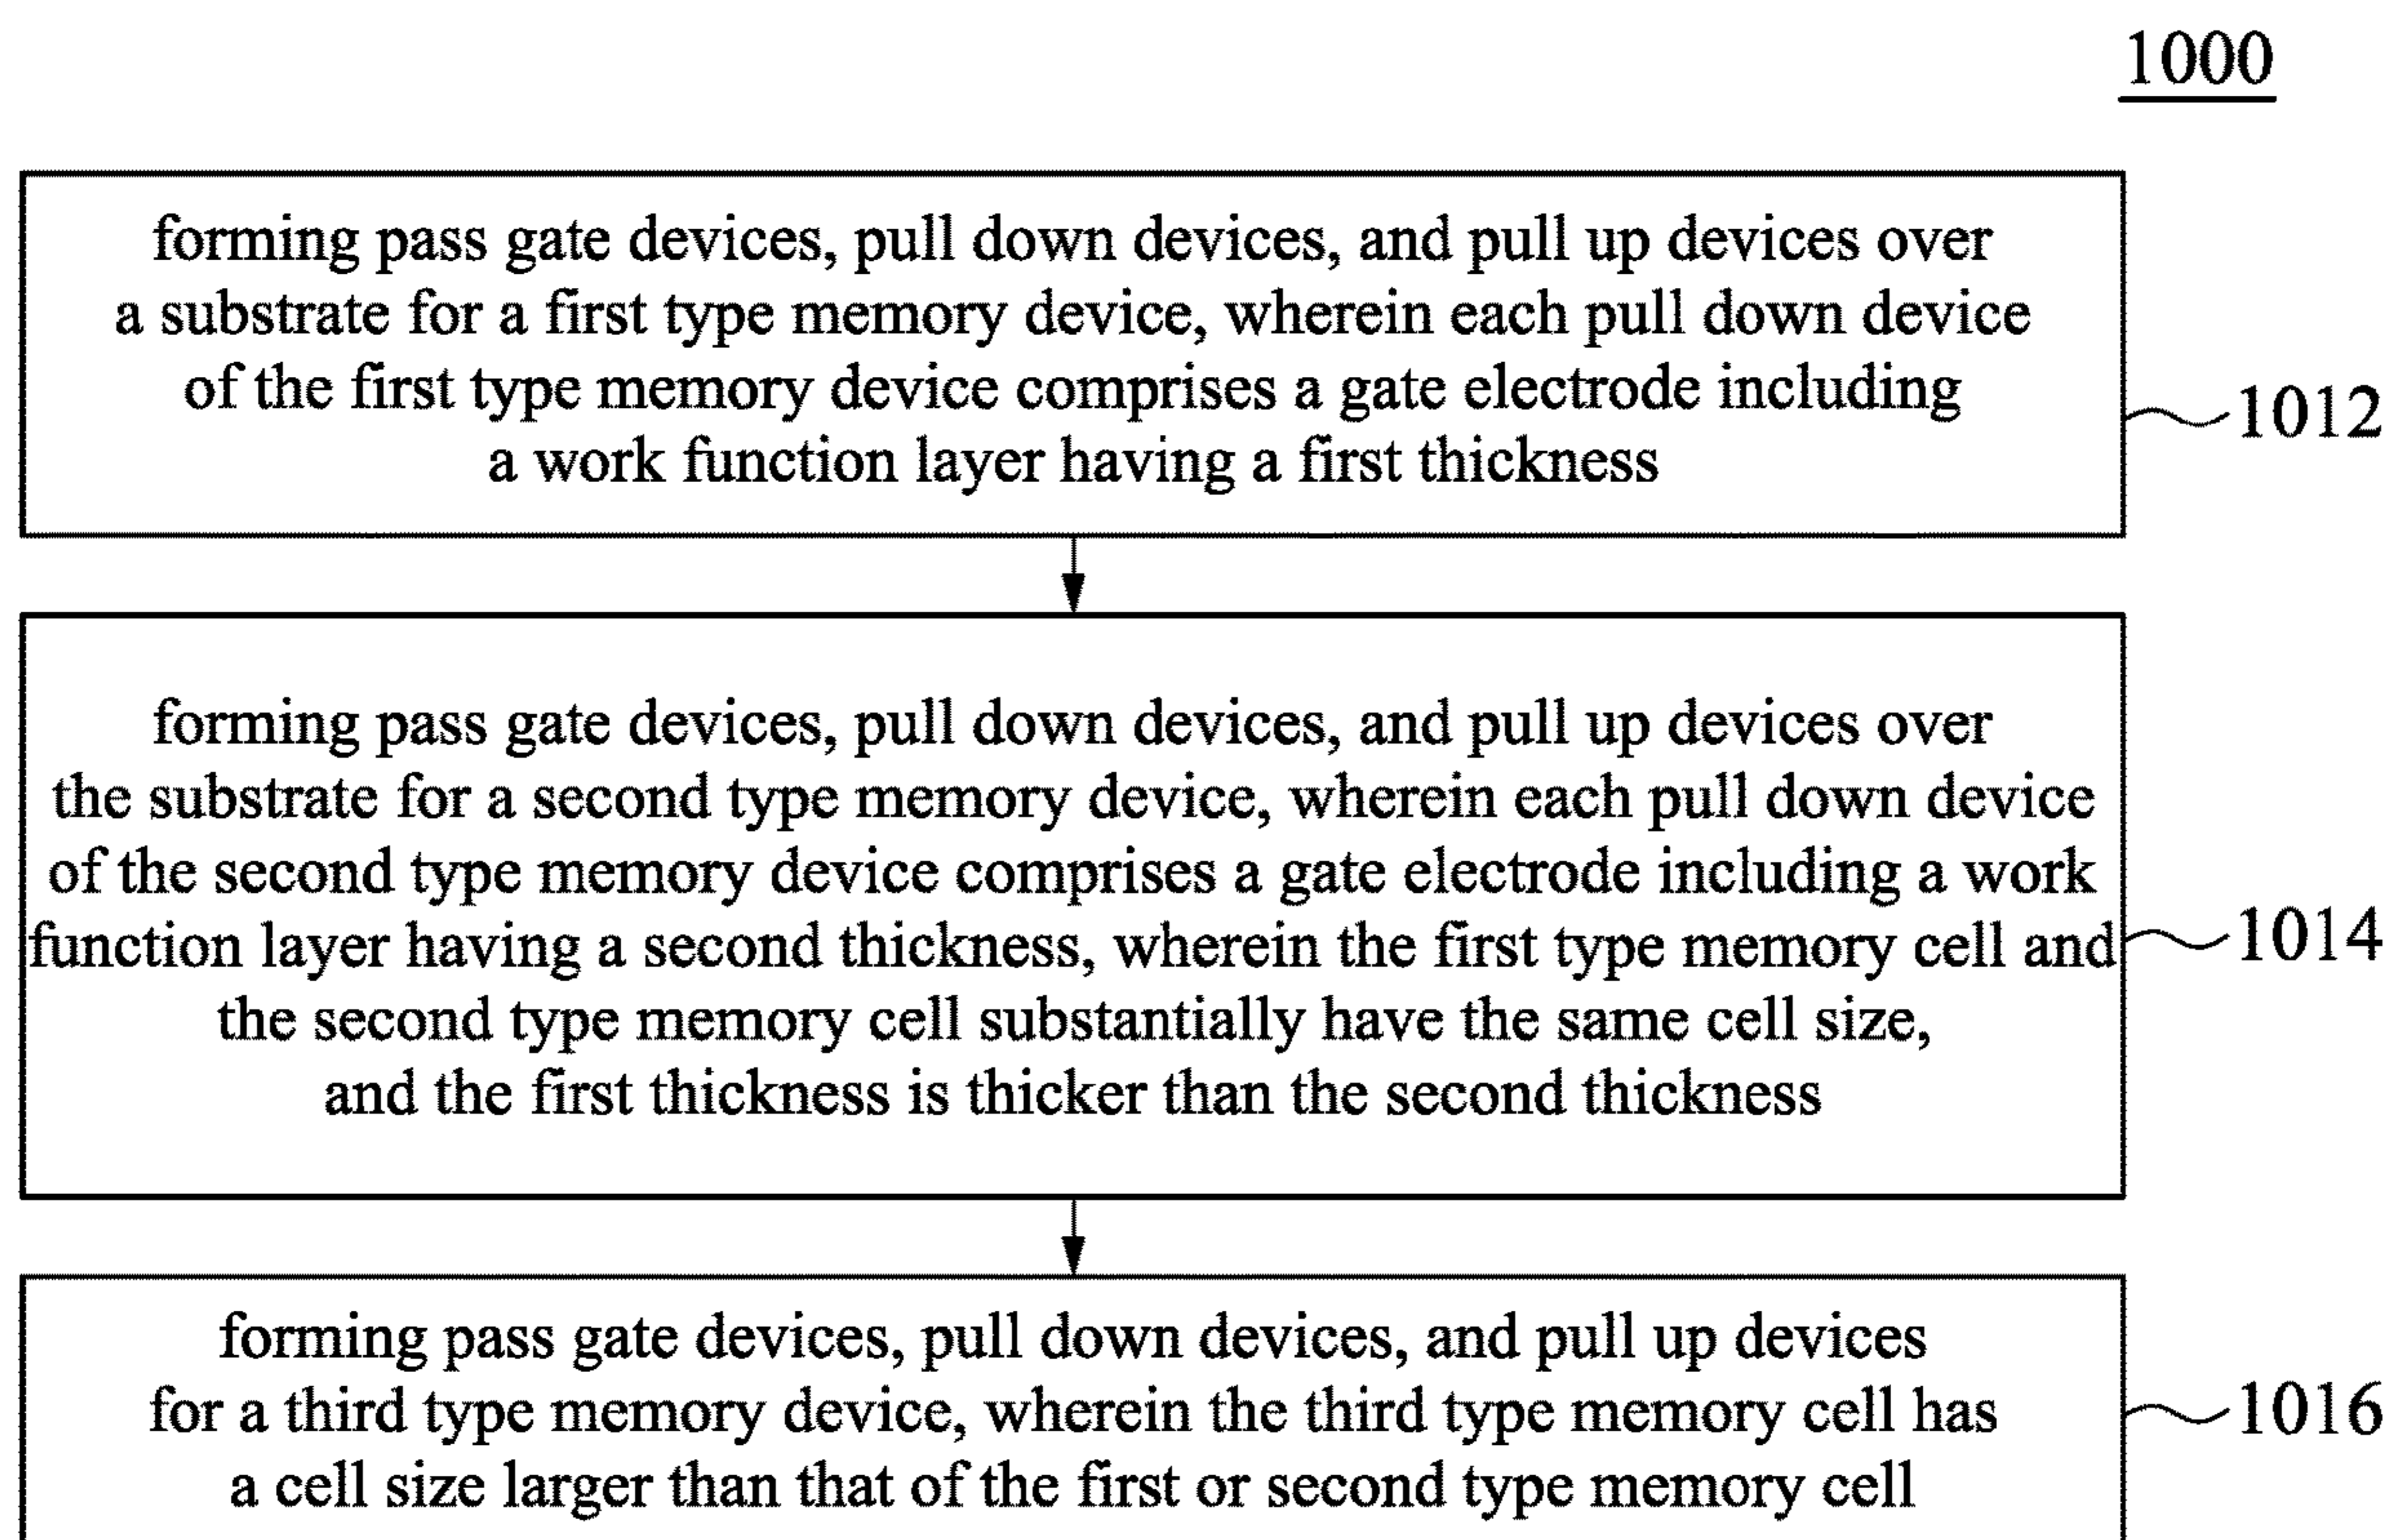 1000
forming pass gate devices, pull down devices, and pull up devices over
a substrate for a first type memory device, wherein each pull down device
of the first type memory device comprises a gate electrode including
a work function layer having a first thickness
1012
forming pass gate devices, pull down devices, and pull up devices over
the substrate for a second type memory device, wherein each pull down device
of the second type memory device comprises a gate electrode including a work
function layer having a second thickness, wherein the first type memory cell and
the second type memory cell substantially have the same cell size,
and the first thickness is thicker than the second thickness
1014
forming pass gate devices, pull down devices, and pull up devices
for a third type memory device, wherein the third type memory cell has
a cell size larger than that of the first or second type memory cell
1016